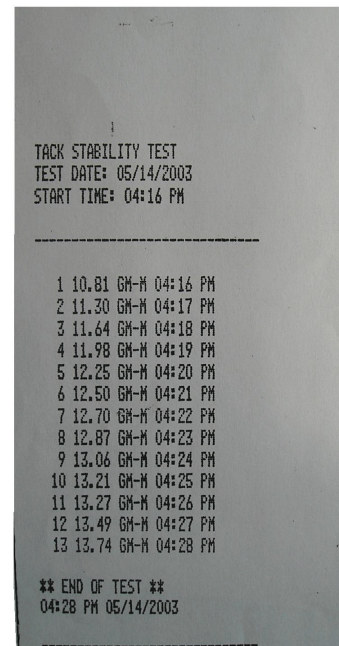 TACK STABILITY TEST
TEST DATE: 05/14/2003
START TIME: 04:16 PM
------------------------------
1 10.81 GM-M 04:16 PM
2 11.30 GM-M 04:17 PM
3 11.64 GM-M 04:18 PM
4 11.98 GM-M 04:19 PM
5 12.25 GM-M 04:20 PM
6 12.50 GM-M 04:21 PM
7 12.70 GM-M 04:22 PM
8 12.87 GM-M 04:23 PM
9 13.06 GM-M 04:24 PM
10 13.21 GM-M 04:25 PM
11 13.27 GM-M 04:26 PM
12 13.49 GM-M 04:27 PM
13 13.74 GM-M 04:28 PM
** END OF TEST **
04:28 PM 05/14/2003
------------------------------